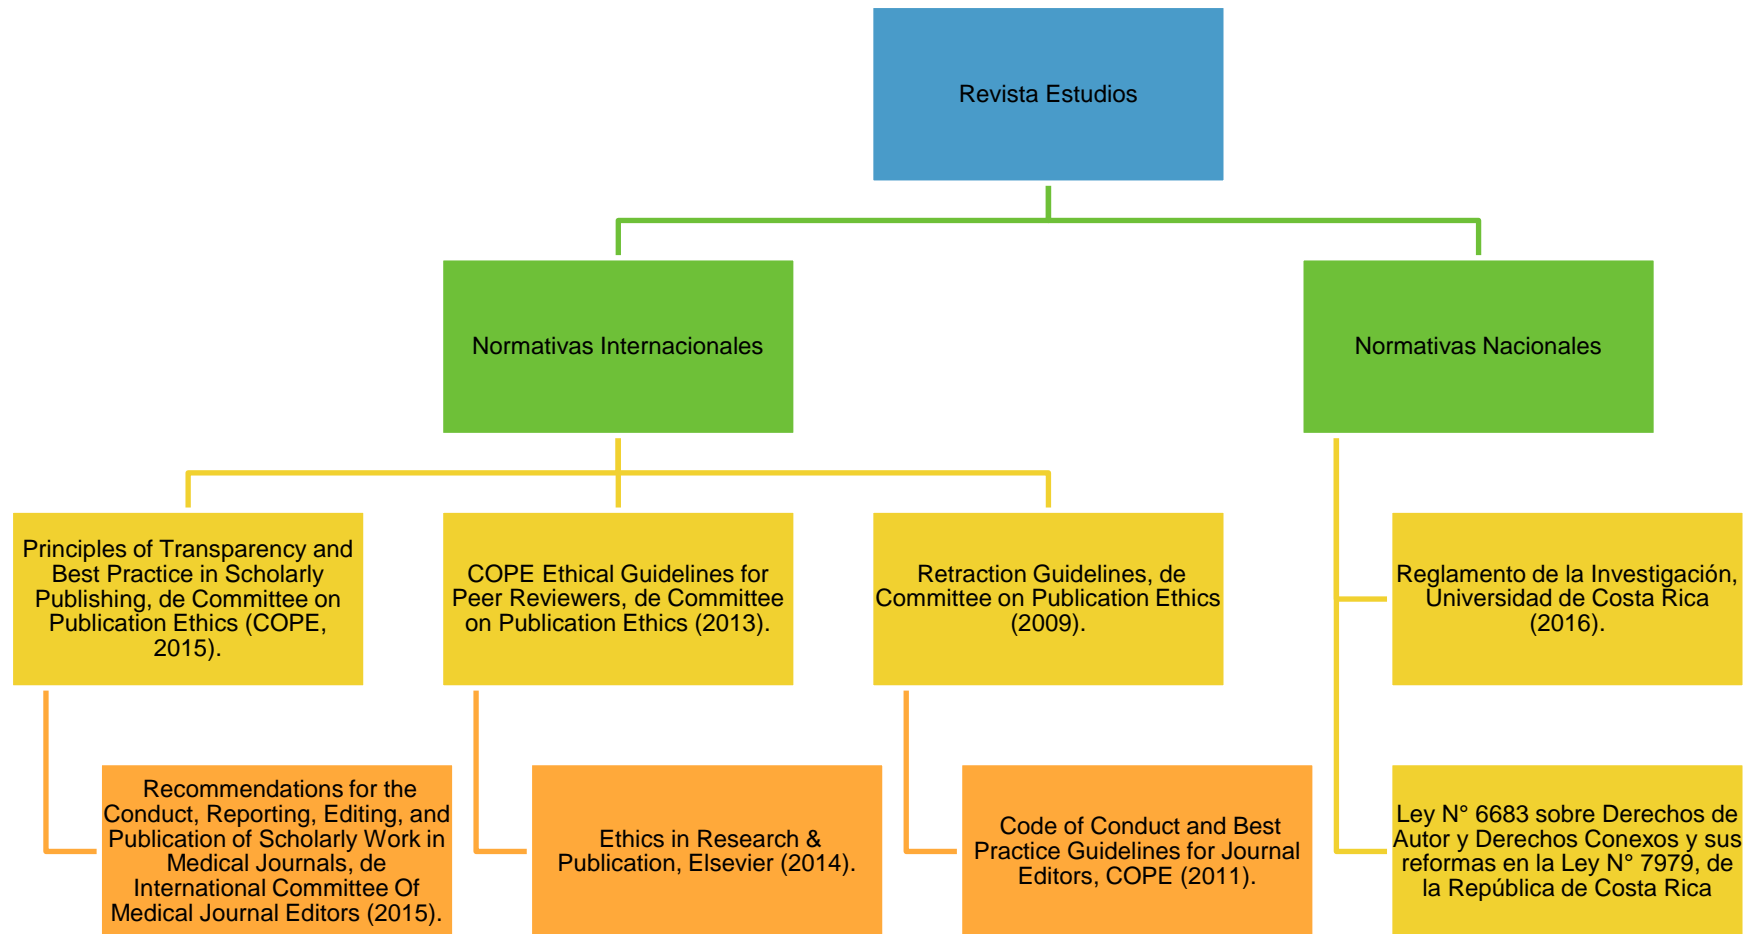 Revista Estudios
Normativas Internacionales
Normativas Nacionales
Principles of Transparency and
Best Practice in Scholarly
Publishing, de Committee on
Publication Ethics (COPE,
2015).
COPE Ethical Guidelines for
Peer Reviewers, de Committee
on Publication Ethics (2013).
Retraction Guidelines, de
Committee on Publication Ethics
(2009).
Reglamento de la Investigación,
Universidad de Costa Rica
(2016).
Recommendations for the
Conduct, Reporting, Editing, and
Publication of Scholarly Work in
Medical Journals, de
International Committee Of
Medical Journal Editors (2015).
Ethics in Research &
Publication, Elsevier (2014).
Code of Conduct and Best
Practice Guidelines for Journal
Editors, COPE (2011).
Ley N° 6683 sobre Derechos de
Autor y Derechos Conexos y sus
reformas en la Ley N° 7979, de
la República de Costa Rica